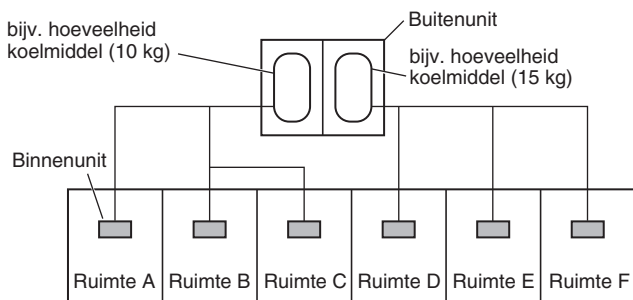 bijv. hoeveelheid
koelmiddel (10 kg)
Buitenunit
bijv. hoeveelheid
koelmiddel (15 kg)
Binnenunit
Ruimte A
Ruimte B
Ruimte C
Ruimte D
Ruimte E
Ruimte F